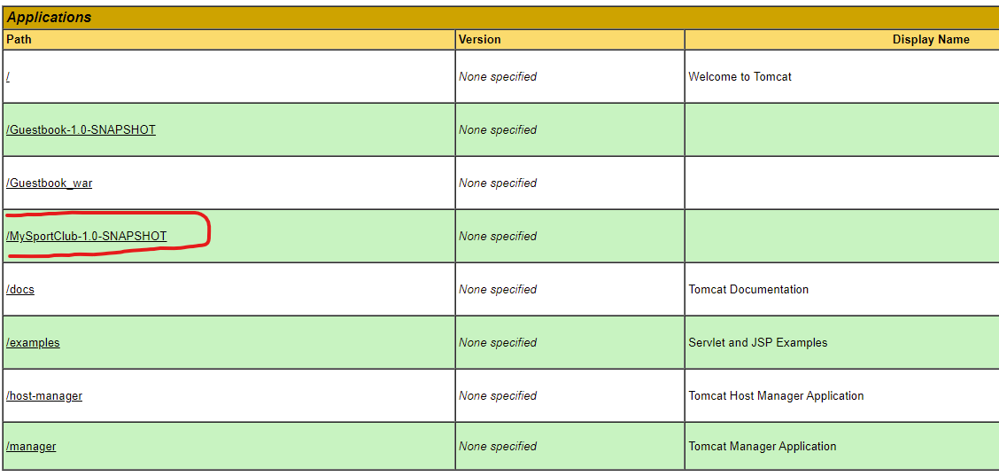 Applications
Path Version Display Name
/ None specified Welcome to Tomcat
/Guestbook-1.0-SNAPSHOT None specified
/Guestbook_war None specified
/MySportClub-1.0-SNAPSHOT None specified
/docs None specified Tomcat Documentation
/examples None specified Servlet and JSP Examples
/host-manager None specified Tomcat Host Manager Application
/manager None specified Tomcat Manager Application